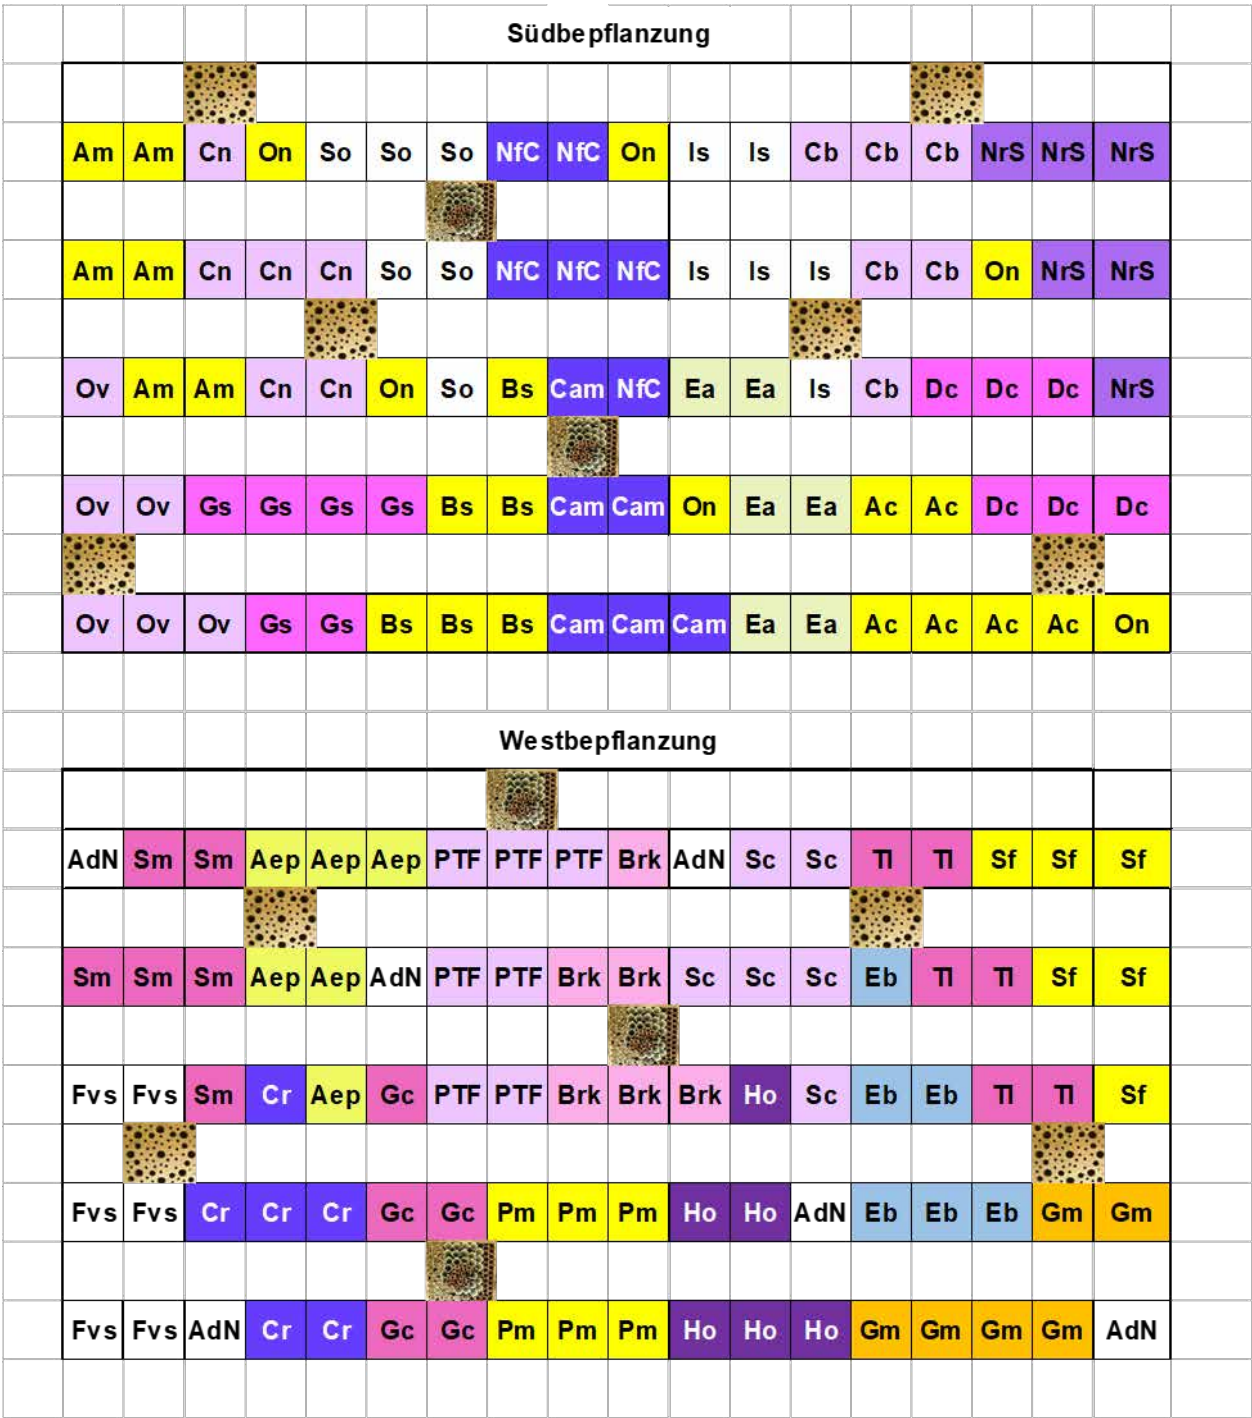 Südbepflanzung
Am Am Cn On So So So NfC NfC On Is Is Cb Cb Cb NrS NrS NrS
Am Am Cn Cn Cn So So NfC NfC NfC Is Is Is Cb Cb On NrS NrS
Ov Am Am Cn Cn On So Bs Cam NfC Ea Ea Is Cb Dc Dc Dc NrS
Ov Ov Gs Gs Gs Gs Bs Bs Cam Cam On Ea Ea Ac Ac Dc Dc Dc
Ov Ov Ov Gs Gs Bs Bs Bs Cam Cam Cam Ea Ea Ac Ac Ac Ac On
Westbepflanzung
AdN Sm Sm Aep Aep Aep PTF PTF PTF Brk AdN Sc Sc Tl Tl Sf Sf Sf
Sm Sm Sm Aep Aep AdN PTF PTF Brk Brk Sc Sc Sc Eb Tl Tl Sf Sf
Fvs Fvs Sm Cr Aep Gc PTF PTF Brk Brk Brk Ho Sc Eb Eb Tl Tl Sf
Fvs Fvs Cr Cr Cr Gc Gc Pm Pm Pm Ho Ho AdN Eb Eb Eb Gm Gm
Fvs Fvs AdN Cr Cr Gc Gc Pm Pm Pm Ho Ho Ho Gm Gm Gm Gm AdN